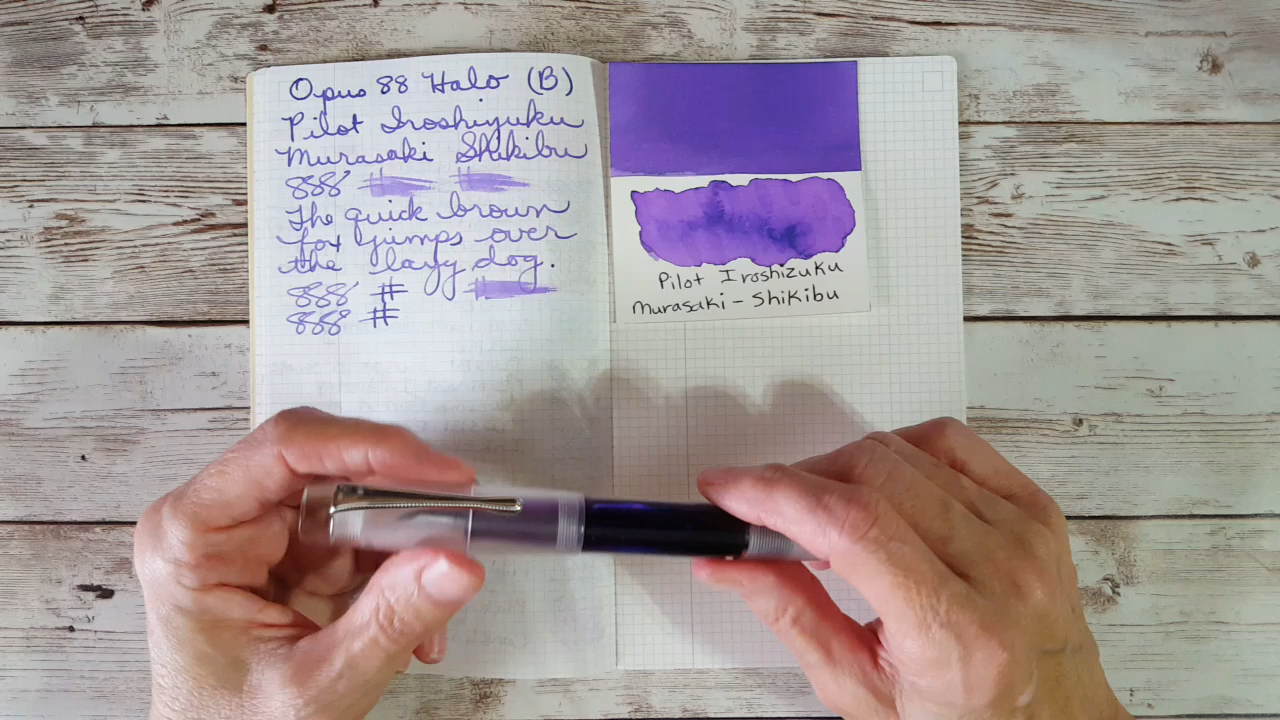 Opus 88 Halo (B)
Pilot Iroshizuku
Murasaki Shikibu
888 # #
The quick brown
fox jumps over
the lazy dog.
888 # #
888 #
Pilot Iroshizuku
Murasaki - Shikibu